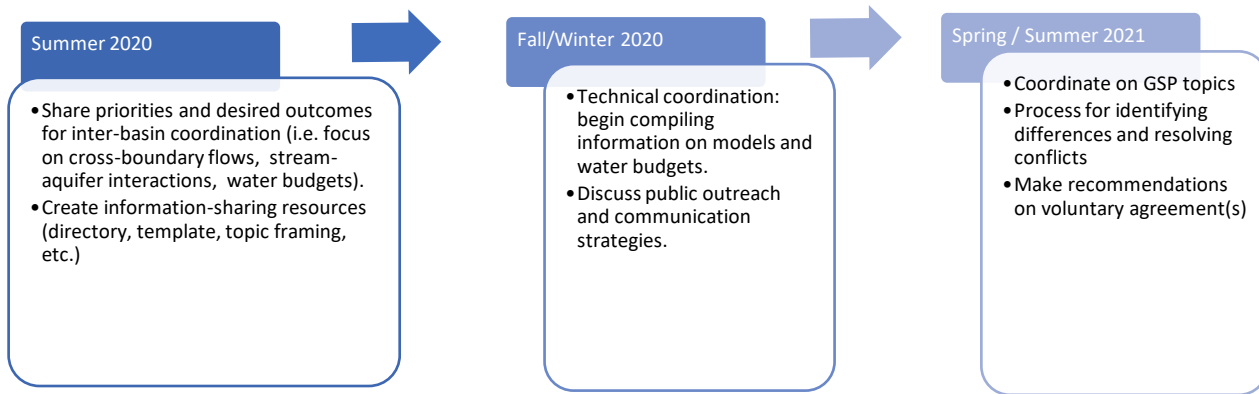 Summer 2020
•Share priorities and desired outcomes
for inter-basin coordination (i.e. focus
on cross-boundary flows, stream-
aquifer interactions, water budgets).
•Create information-sharing resources
(directory, template, topic framing,
etc.)
Fall/Winter 2020
•Technical coordination:
begin compiling
information on models and
water budgets.
•Discuss public outreach
and communication
strategies.
Spring / Summer 2021
•Coordinate on GSP topics
•Process for identifying
differences and resolving
conflicts
•Make recommendations
on voluntary agreement(s)